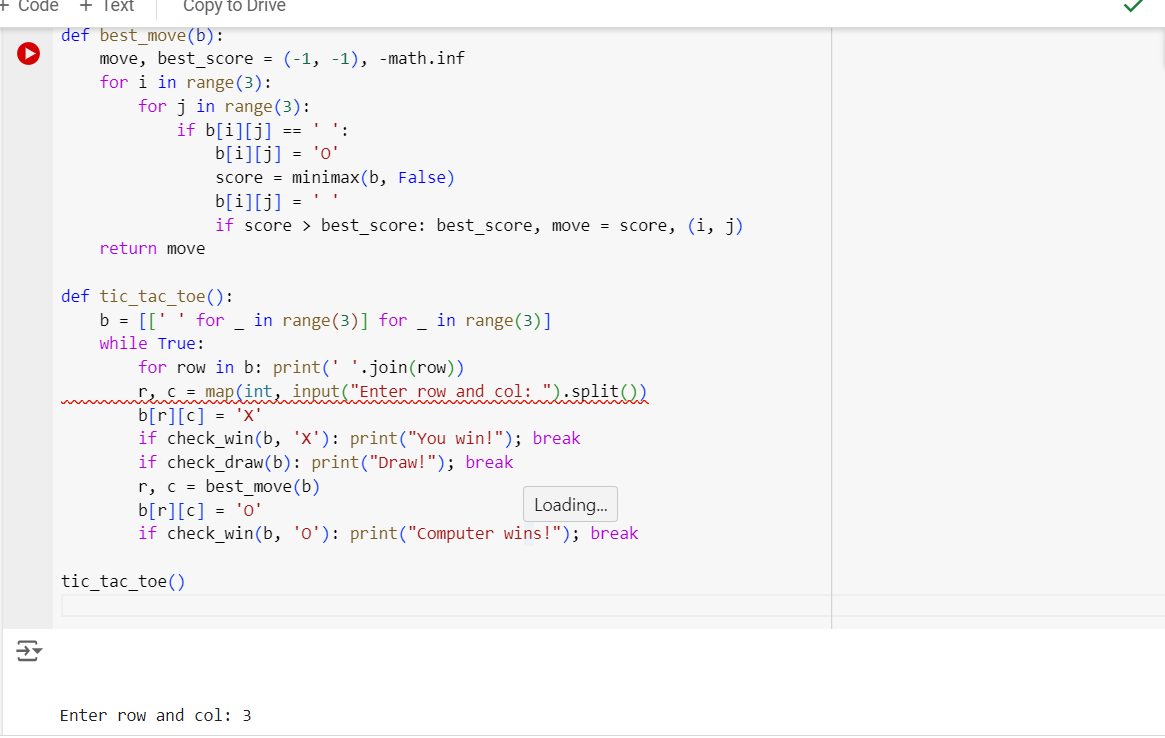 + Code + Text Copy to Drive
def best_move(b):
    move, best_score = (-1, -1), -math.inf
    for i in range(3):
        for j in range(3):
            if b[i][j] == ' ':
                b[i][j] = 'O'
                score = minimax(b, False)
                b[i][j] = ' '
                if score > best_score: best_score, move = score, (i, j)
    return move
def tic_tac_toe():
    b = [[' ' for _ in range(3)] for _ in range(3)]
    while True:
        for row in b: print(' '.join(row))
        r, c = map(int, input("Enter row and col: ").split())
        b[r][c] = 'X'
        if check_win(b, 'X'): print("You win!"); break
        if check_draw(b): print("Draw!"); break
        r, c = best_move(b)
Loading...
        b[r][c] = 'O'
        if check_win(b, 'O'): print("Computer wins!"); break
tic_tac_toe()
Enter row and col: 3